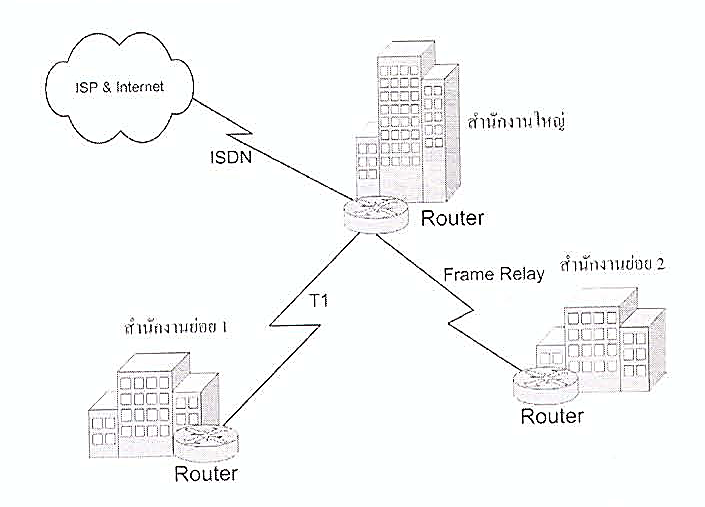 ISP & Internet
สำนักงานใหญ่
ISDN
Router
Frame Relay
สำนักงานย่อย 2
T1
สำนักงานย่อย 1
Router
Router